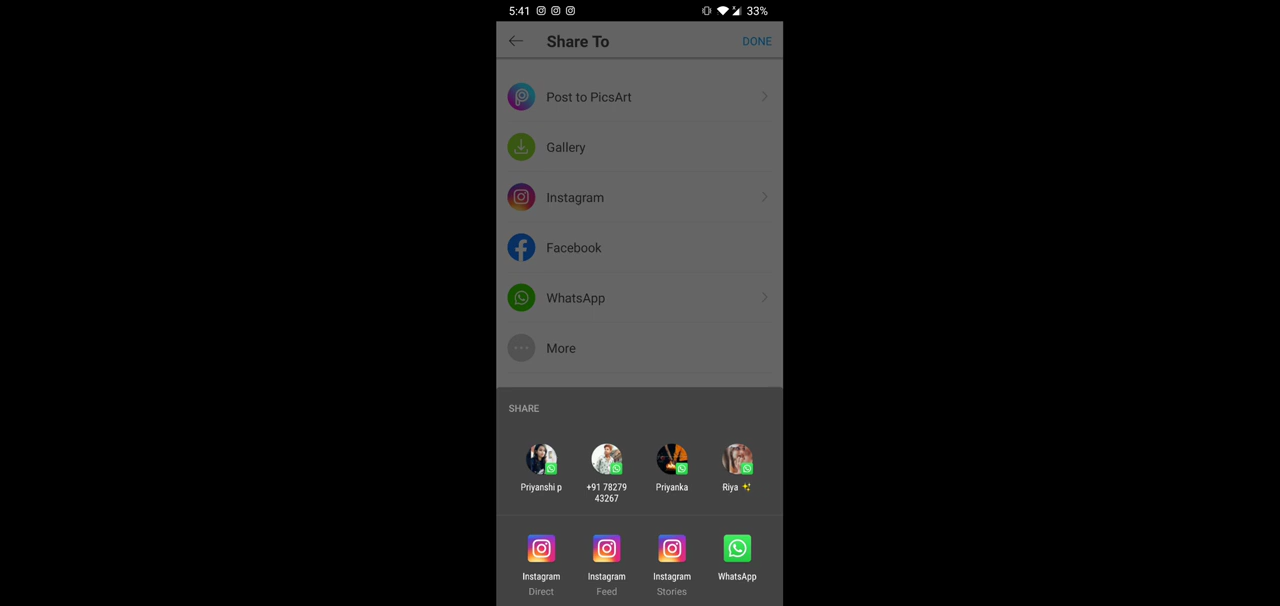 5:41 33%
Share To DONE
Post to PicsArt
Gallery
Instagram
Facebook
WhatsApp
More
SHARE
Priyanshi p +91 78279 Priyanka Riya ✨
43267
Instagram Instagram Instagram WhatsApp
Direct Feed Stories